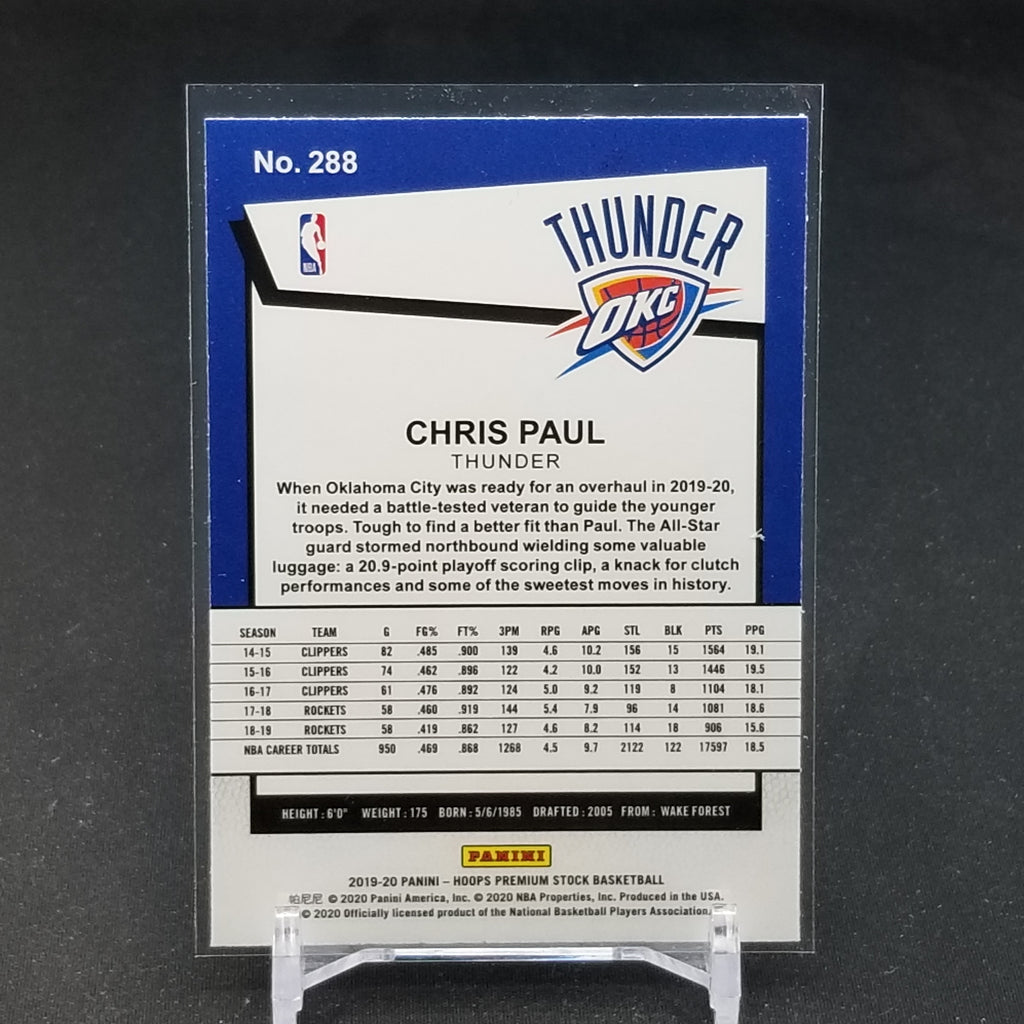 No. 288
NBA
THUNDER
OKC
CHRIS PAUL
THUNDER
When Oklahoma City was ready for an overhaul in 2019-20,
it needed a battle-tested veteran to guide the younger
troops. Tough to find a better fit than Paul. The All-Star
guard stormed northbound wielding some valuable
luggage: a 20.9-point playoff scoring clip, a knack for clutch
performances and some of the sweetest moves in history.
SEASON TEAM G FG% FT% 3PM RPG APG STL BLK PTS PPG
14-15 CLIPPERS 82 .485 .900 139 4.6 10.2 156 15 1564 19.1
15-16 CLIPPERS 74 .462 .896 122 4.2 10.0 152 13 1446 19.5
16-17 CLIPPERS 61 .476 .892 124 5.0 9.2 119 8 1104 18.1
17-18 ROCKETS 58 .460 .919 144 5.4 7.9 96 14 1081 18.6
18-19 ROCKETS 58 .419 .862 127 4.6 8.2 114 18 906 15.6
NBA CAREER TOTALS 950 .469 .868 1268 4.5 9.7 2122 122 17597 18.5
HEIGHT : 6'0" WEIGHT : 175 BORN : 5/6/1985 DRAFTED : 2005 FROM : WAKE FOREST
PANINI
2019-20 PANINI – HOOPS PREMIUM STOCK BASKETBALL
帕尼尼 © 2020 Panini America, Inc. © 2020 NBA Properties, Inc. Produced in the USA.
© 2020 Officially licensed product of the National Basketball Players Association.